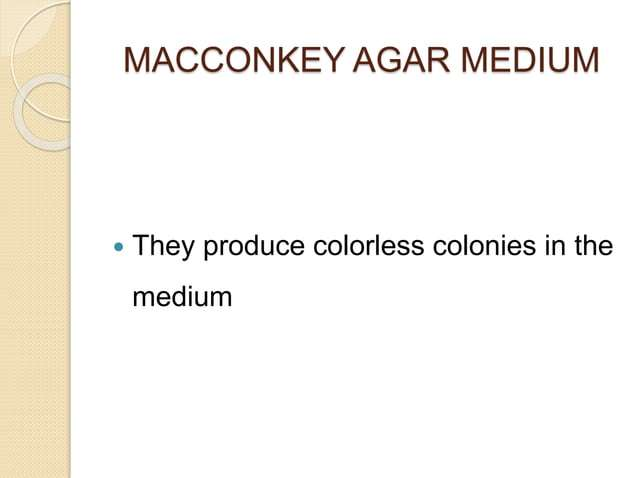 MACCONKEY AGAR MEDIUM
• They produce colorless colonies in the
medium